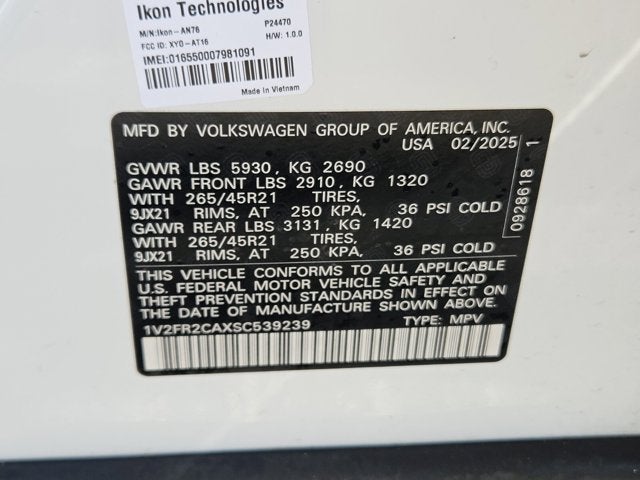 Ikon Technologies
M/N:Ikon-AN76 P24470
FCC ID: XYO-AT16 H/W: 1.0.0
IMEI:016550007981091
Made in Vietnam
MFD BY VOLKSWAGEN GROUP OF AMERICA, INC.
USA 02/2025
GVWR LBS 5930, KG 2690
GAWR FRONT LBS 2910, KG 1320
WITH 265/45R21 TIRES,
9JX21 RIMS, AT 250 KPA, 36 PSI COLD
GAWR REAR LBS 3131, KG 1420
WITH 265/45R21 TIRES,
9JX21 RIMS, AT 250 KPA, 36 PSI COLD
THIS VEHICLE CONFORMS TO ALL APPLICABLE
U.S. FEDERAL MOTOR VEHICLE SAFETY AND
THEFT PREVENTION STANDARDS IN EFFECT ON
THE DATE OF MANUFACTURE SHOWN ABOVE.
1V2FR2CAXSC539239 TYPE: MPV
0928618 1